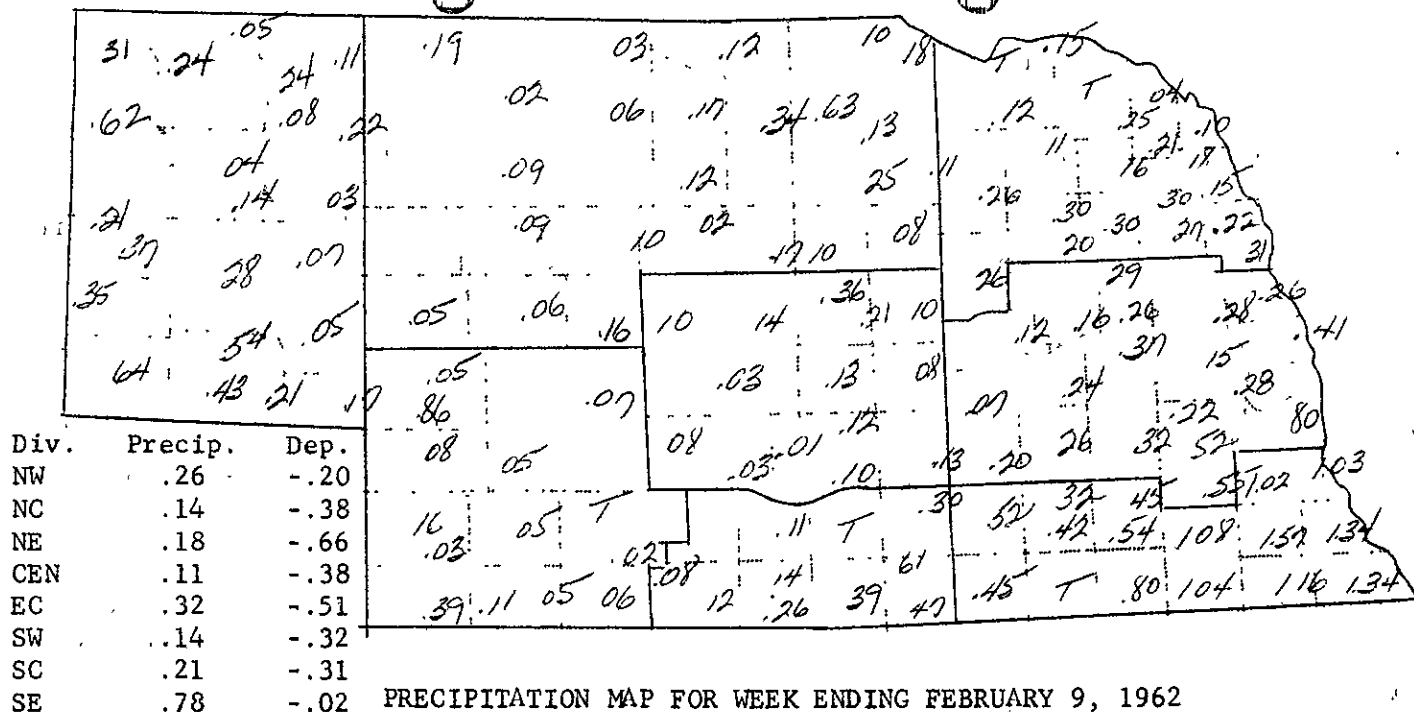 .05
31 .24 24 .11 .19 03 .12 10 18 T .15
.62 .08 .22 .02 06 .17 .34 .63 .13 .12 T 04
.25 .10
04 .09 .12 25 .11 11 16 .21 17
.14 03 .26 30 30 .15
.21 .09 10 02 08 .30 27 .22
37 28 .07 .17 10 20 31
.35 .36 26 29 .26
.05 .06 .16 10 14 .21 10 .12 .16 .26 .28 .41
54 .05 .37 15
64 .43 .21 .17 .05 .07 .03 .13 08 .24 .28
.86 .12 .07 .22 80
08 05 08 .03 .01 .10 .13 .20 26 32 52
16 05 T .30 52 32 45 .55 1.02 1.03
.03 .02 .11 T .42 .54 108 157 134
.08 .14 61
.39 .11 05 06 12 .26 39 47 .45 T .80 104 116 1.34
Div. Precip. Dep.
NW .26 -.20
NC .14 -.38
NE .18 -.66
CEN .11 -.38
EC .32 -.51
SW .14 -.32
SC .21 -.31
SE .78 -.02
PRECIPITATION MAP FOR WEEK ENDING FEBRUARY 9, 1962